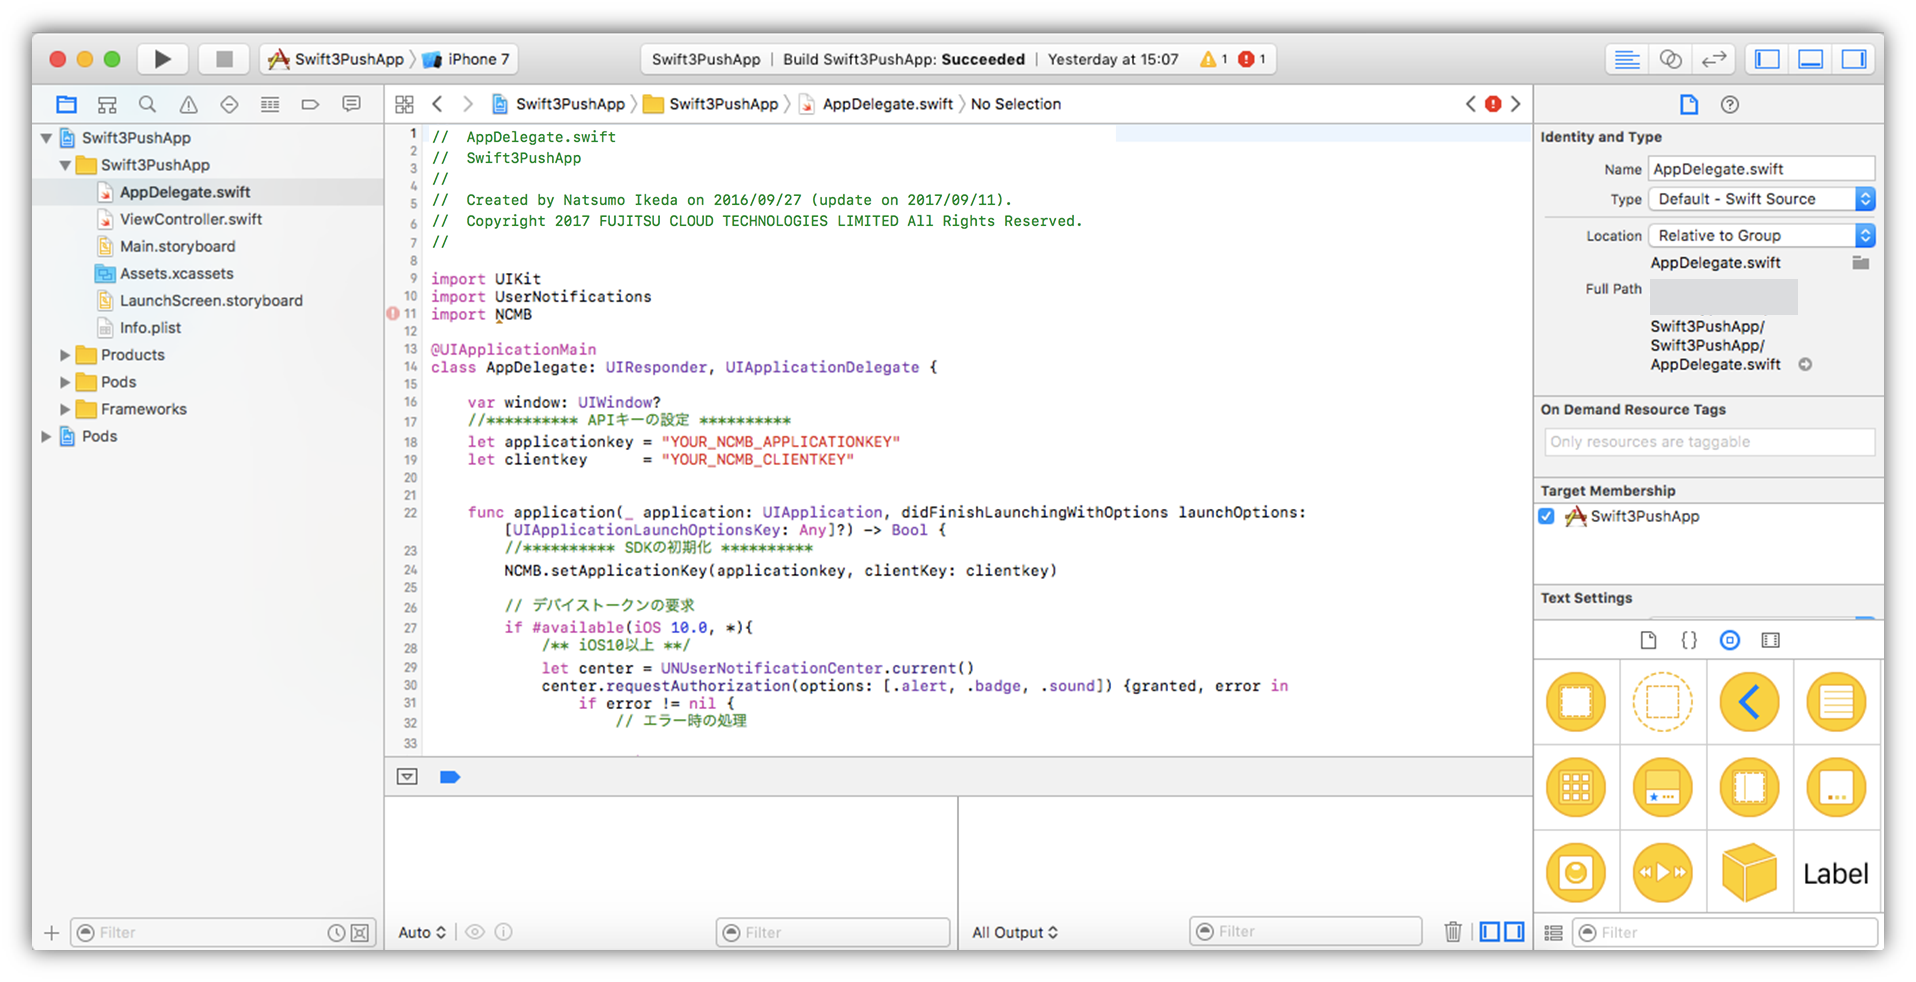 Swift3PushApp
iPhone 7
Swift3PushApp | Build Swift3PushApp: Succeeded | Yesterday at 15:07
1
1
Swift3PushApp
Swift3PushApp
AppDelegate.swift
No Selection
Swift3PushApp
Swift3PushApp
AppDelegate.swift
ViewController.swift
Main.storyboard
Assets.xcassets
LaunchScreen.storyboard
Info.plist
Products
Pods
Frameworks
Pods
Filter
1
2 // AppDelegate.swift
3 // Swift3PushApp
4 //
5 // Created by Natsumo Ikeda on 2016/09/27 (update on 2017/09/11).
6 // Copyright 2017 FUJITSU CLOUD TECHNOLOGIES LIMITED All Rights Reserved.
7 //
8
9 import UIKit
10 import UserNotifications
11 import NCMB
12
13 @UIApplicationMain
14 class AppDelegate: UIResponder, UIApplicationDelegate {
15
16 var window: UIWindow?
17 //********** APIキーの設定 **********
18 let applicationkey = "YOUR_NCMB_APPLICATIONKEY"
19 let clientkey      = "YOUR_NCMB_CLIENTKEY"
20
21
22 func application(_ application: UIApplication, didFinishLaunchingWithOptions launchOptions:
[UIApplicationLaunchOptionsKey: Any]?) -> Bool {
23 //********** SDKの初期化 **********
24 NCMB.setApplicationKey(applicationkey, clientKey: clientkey)
25
26 // デバイストークンの要求
27 if #available(iOS 10.0, *){
28 /** iOS10以上 **/
29 let center = UNUserNotificationCenter.current()
30 center.requestAuthorization(options: [.alert, .badge, .sound]) {granted, error in
31 if error != nil {
32 // エラー時の処理
33
Auto
Filter
All Output
Filter
Identity and Type
Name AppDelegate.swift
Type Default - Swift Source
Location Relative to Group
AppDelegate.swift
Full Path
Swift3PushApp/
Swift3PushApp/
AppDelegate.swift
On Demand Resource Tags
Only resources are taggable
Target Membership
Swift3PushApp
Text Settings
{}
Label
Filter